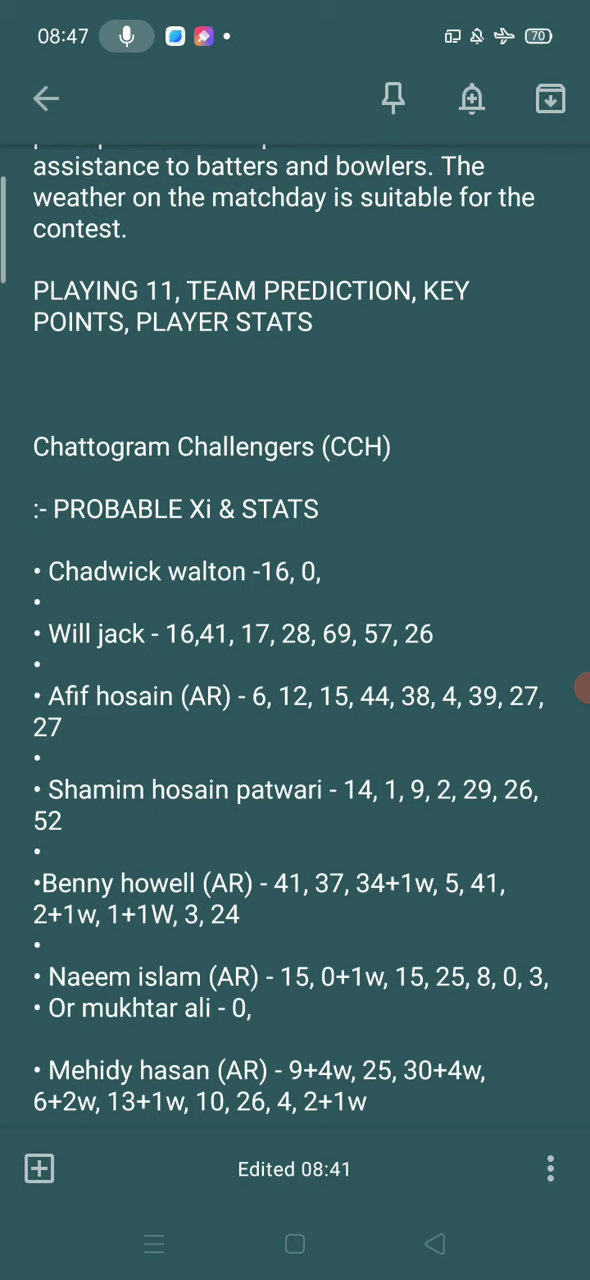 08:47
70
assistance to batters and bowlers. The
weather on the matchday is suitable for the
contest.
PLAYING 11, TEAM PREDICTION, KEY
POINTS, PLAYER STATS
Chattogram Challengers (CCH)
:- PROBABLE Xi & STATS
• Chadwick walton -16, 0,
•
• Will jack - 16,41, 17, 28, 69, 57, 26
•
• Afif hosain (AR) - 6, 12, 15, 44, 38, 4, 39, 27,
27
•
• Shamim hosain patwari - 14, 1, 9, 2, 29, 26,
52
•
•Benny howell (AR) - 41, 37, 34+1w, 5, 41,
2+1w, 1+1W, 3, 24
•
• Naeem islam (AR) - 15, 0+1w, 15, 25, 8, 0, 3,
• Or mukhtar ali - 0,
• Mehidy hasan (AR) - 9+4w, 25, 30+4w,
6+2w, 13+1w, 10, 26, 4, 2+1w
Edited 08:41